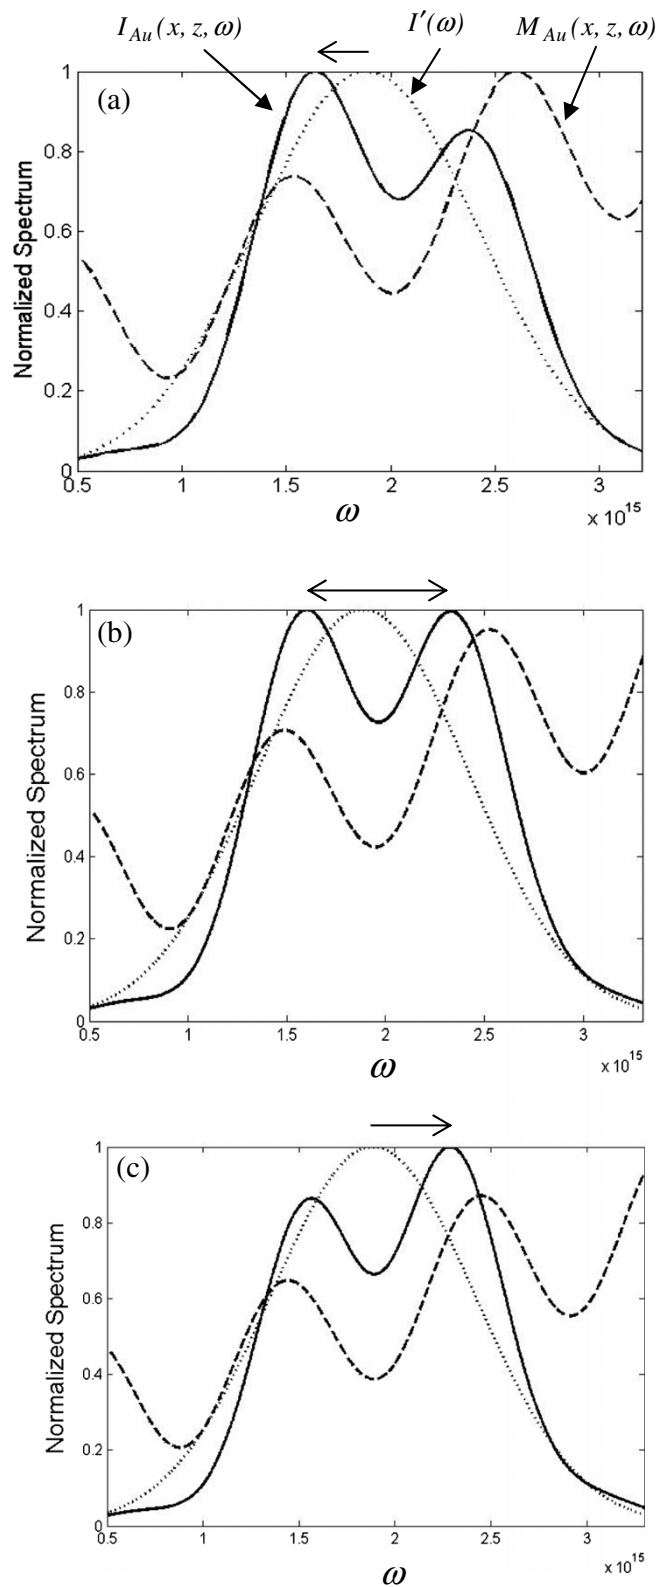 I_Au(x, z, ω) I′(ω) M_Au(x, z, ω)
(a)
Normalized Spectrum
1
0.8
0.6
0.4
0.2
0
0.5 1 1.5 2 2.5 3
ω
x 10^15
(b)
Normalized Spectrum
1
0.8
0.6
0.4
0.2
0
0.5 1 1.5 2 2.5 3
ω
x 10^15
(c)
Normalized Spectrum
1
0.8
0.6
0.4
0.2
0
0.5 1 1.5 2 2.5 3
ω
x 10^15